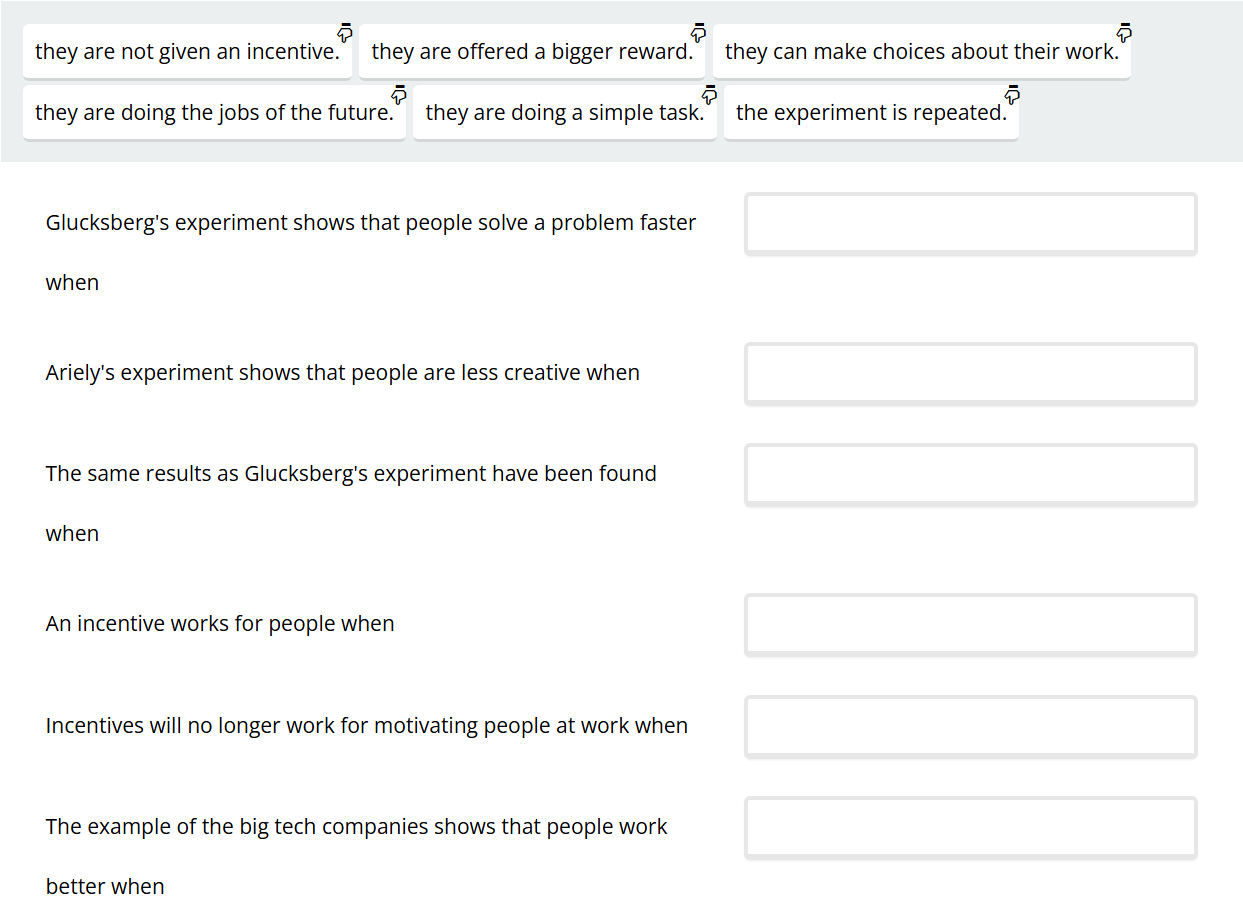 they are not given an incentive. they are offered a bigger reward. they can make choices about their work.
they are doing the jobs of the future. they are doing a simple task. the experiment is repeated.
Glucksberg's experiment shows that people solve a problem faster
when
Ariely's experiment shows that people are less creative when
The same results as Glucksberg's experiment have been found
when
An incentive works for people when
Incentives will no longer work for motivating people at work when
The example of the big tech companies shows that people work
better when